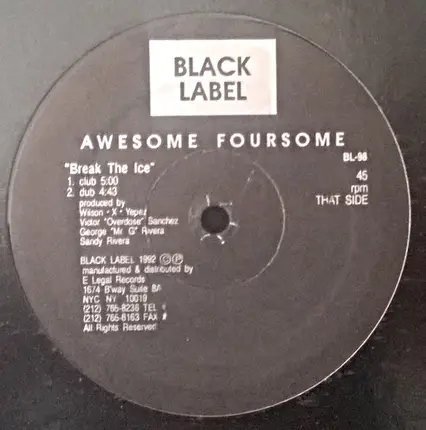 BLACK
LABEL
AWESOME FOURSOME
"Break The Ice"
1. club 5:00
2. dub 4:43
produced by
Wilson • X • Yepez
Victor "Overdose" Sanchez
George "Mr G" Rivera
Sandy Rivera
BL-98
45
rpm
THAT SIDE
BLACK LABEL 1992 ©℗
manufactured & distributed by
E Legal Records
1674 B'way Suite 8A
NYC NY 10019
(212) 765-8236 TEL #
(212) 765-6163 FAX #
All Rights Reserved